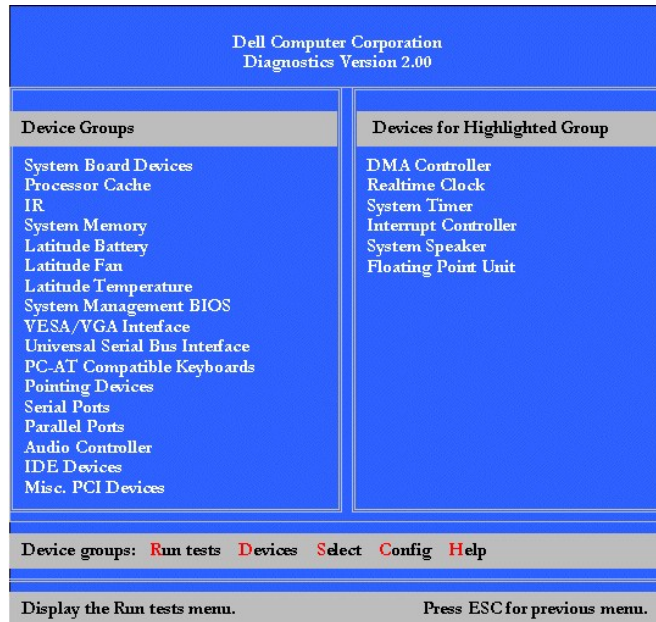 Dell Computer Corporation
Diagnostics Version 2.00
Device Groups
System Board Devices
Processor Cache
IR
System Memory
Latitude Battery
Latitude Fan
Latitude Temperature
System Management BIOS
VESA/VGA Interface
Universal Serial Bus Interface
PC-AT Compatible Keyboards
Pointing Devices
Serial Ports
Parallel Ports
Audio Controller
IDE Devices
Misc. PCI Devices
Devices for Highlighted Group
DMA Controller
Realtime Clock
System Timer
Interrupt Controller
System Speaker
Floating Point Unit
Device groups: Run tests Devices Select Config Help
Display the Run tests menu. Press ESC for previous menu.